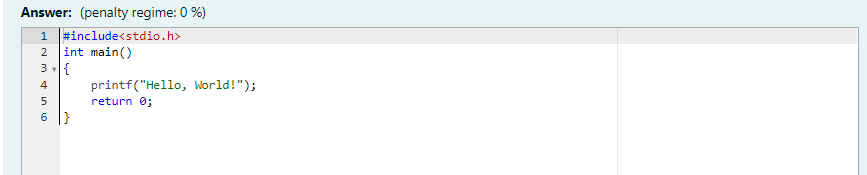 Answer: (penalty regime: 0 %)
1 #include<stdio.h>
2 int main()
3 {
4     printf("Hello, World!");
5     return 0;
6 }